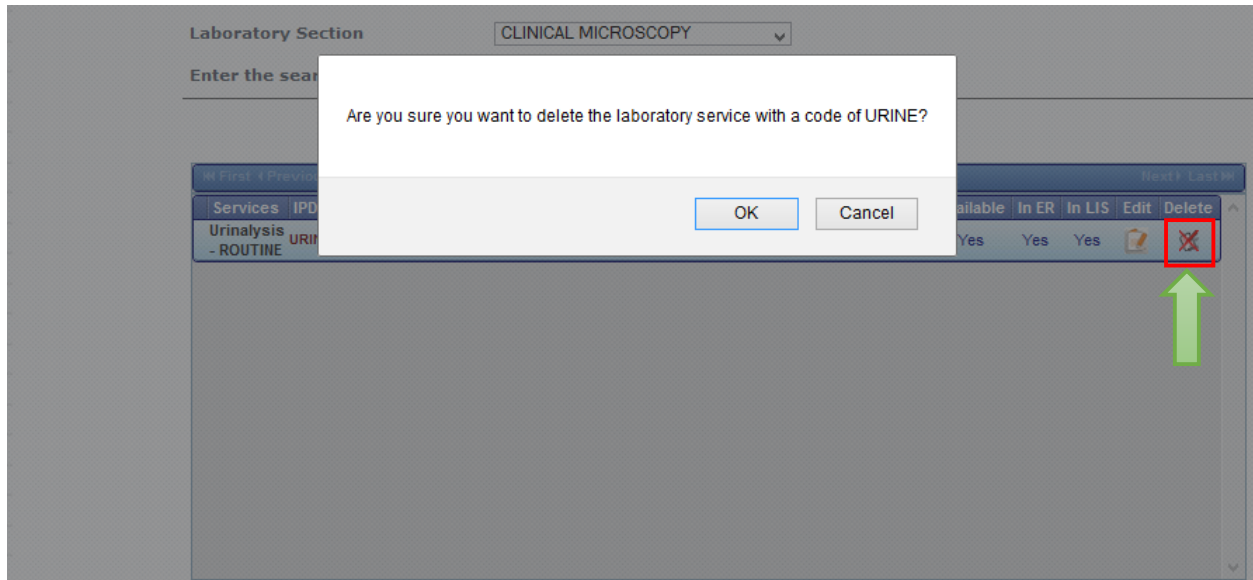 Laboratory Section CLINICAL MICROSCOPY
Enter the sear
Are you sure you want to delete the laboratory service with a code of URINE?
OK Cancel
First Previou Next Last
Services IPD ailable In ER In LIS Edit Delete
Urinalysis
- ROUTINE URI Yes Yes Yes